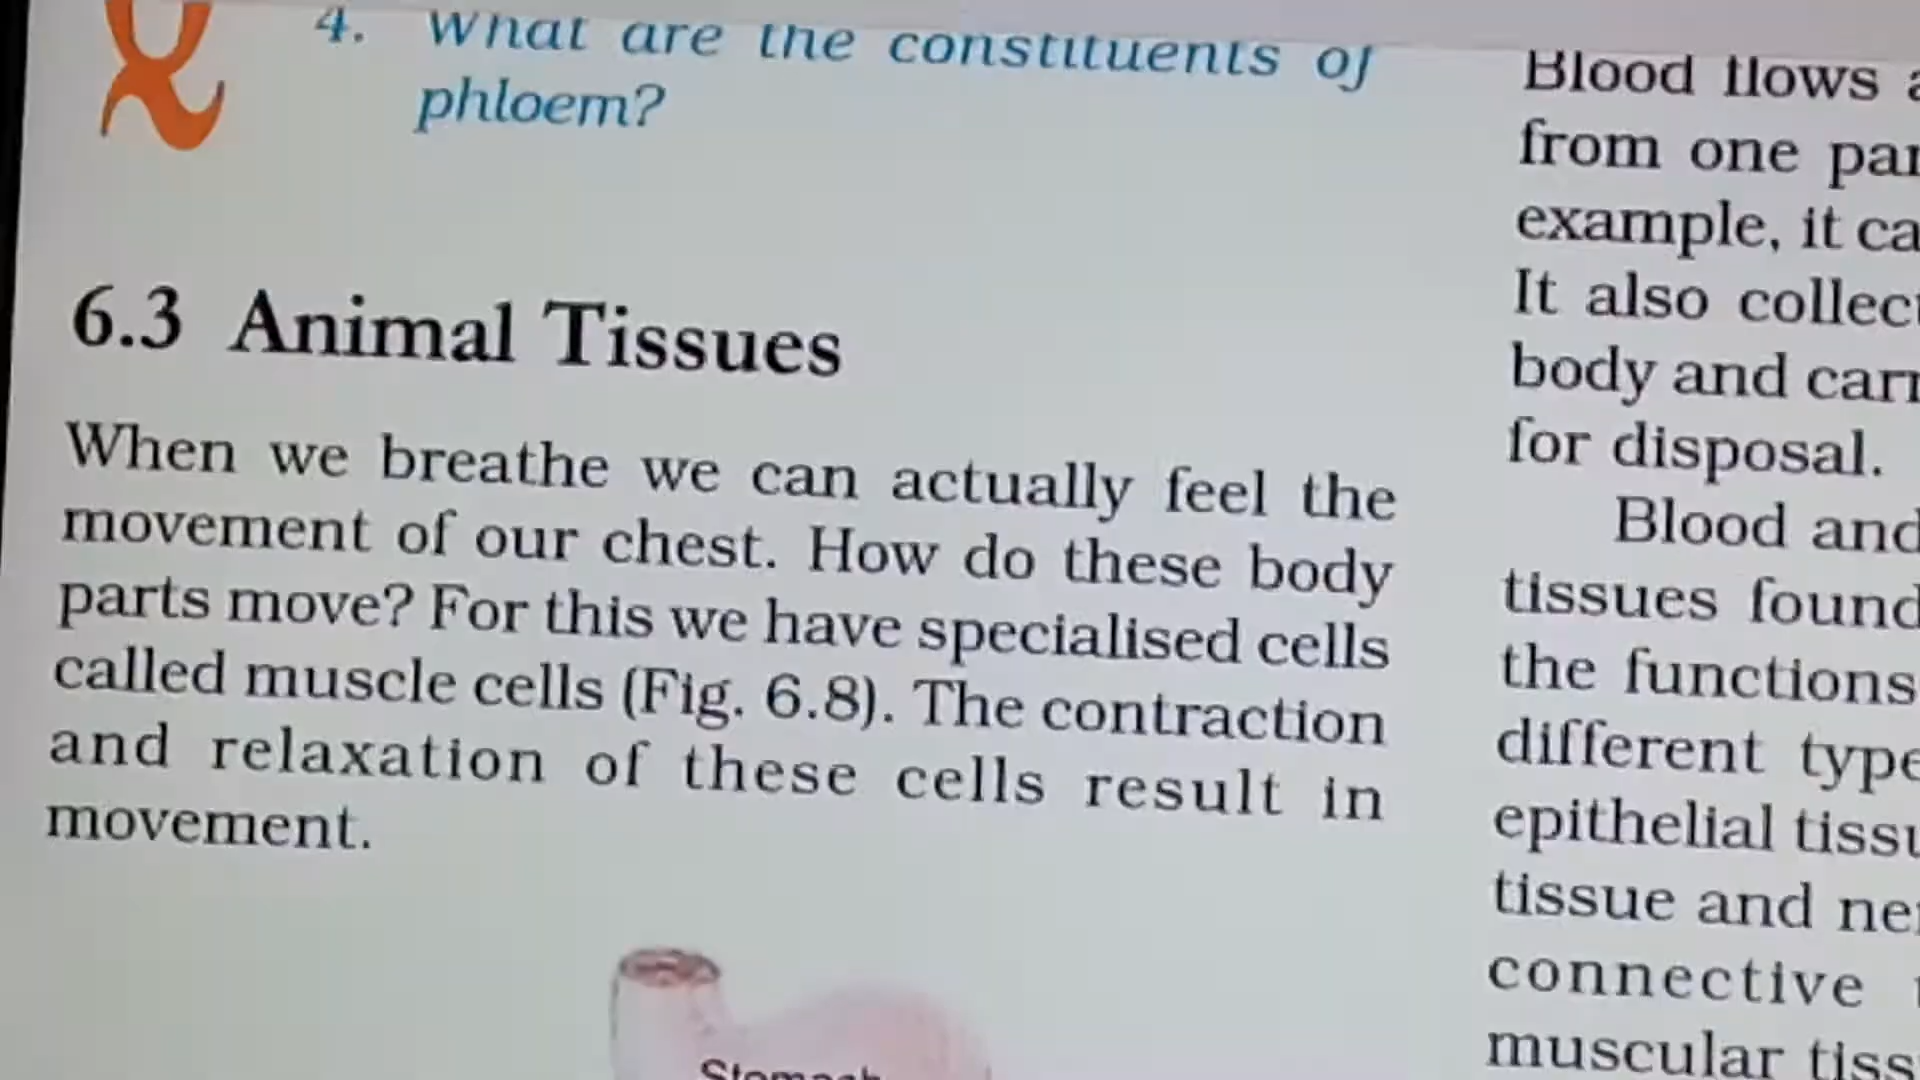 4. What are the constituents of
phloem?
6.3 Animal Tissues
When we breathe we can actually feel the
movement of our chest. How do these body
parts move? For this we have specialised cells
called muscle cells (Fig. 6.8). The contraction
and relaxation of these cells result in
movement.
Stomach
Blood flows
from one
example, it
It also
body and
for disposal.
Blood and
tissues found
the functions
different
epithelial
tissue and
connective
muscular